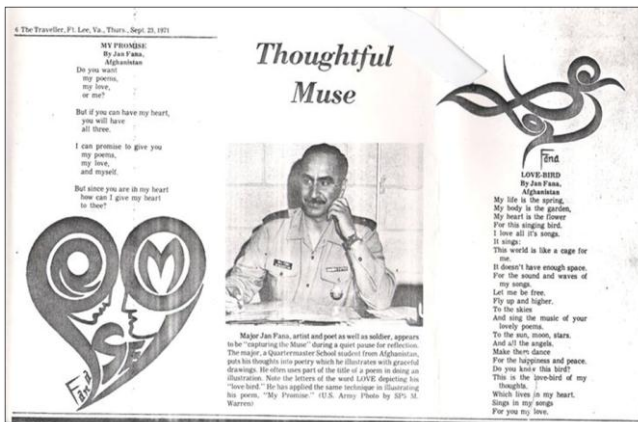 6 The Traveller, Ft. Lee, Va., Thurs., Sept. 23, 1971
MY PROMISE
By Jan Fana,
Afghanistan
Do you want
my poems,
my love,
or me?
But if you can have my heart,
you will have
all three.
I can promise to give you
my poems,
my love,
and myself.
But since you are in my heart
how can I give my heart
to thee?
Fana
Thoughtful
Muse
Major Jan Fana, artist and poet as well as soldier, appears
to be "capturing the Muse" during a quiet pause for reflection.
The major, a Quartermaster School student from Afghanistan,
puts his thoughts into poetry which he illustrates with graceful
drawings. He often uses part of the title of a poem in doing an
illustration. Note the letters of the word LOVE depicting his
"love-bird." He has applied the same technique in illustrating
his poem, "My Promise." (U.S. Army Photo by SP5 M.
Warren)
Fana
LOVE-BIRD
By Jan Fana,
Afghanistan
My life is the spring,
My body is the garden,
My heart is the flower
For this singing bird.
I love all it's songs.
It sings:
This world is like a cage for
me.
It doesn't have enough space.
For the sound and waves of
my songs.
Let me be free.
Fly up and higher.
To the skies
And sing the music of your
lovely poems.
To the sun, moon, stars.
And all the angels.
Make them dance
For the happiness and peace.
Do you know this bird?
This is the love-bird of my
thoughts.
Which lives in my heart.
Sings in my songs
For you my love.